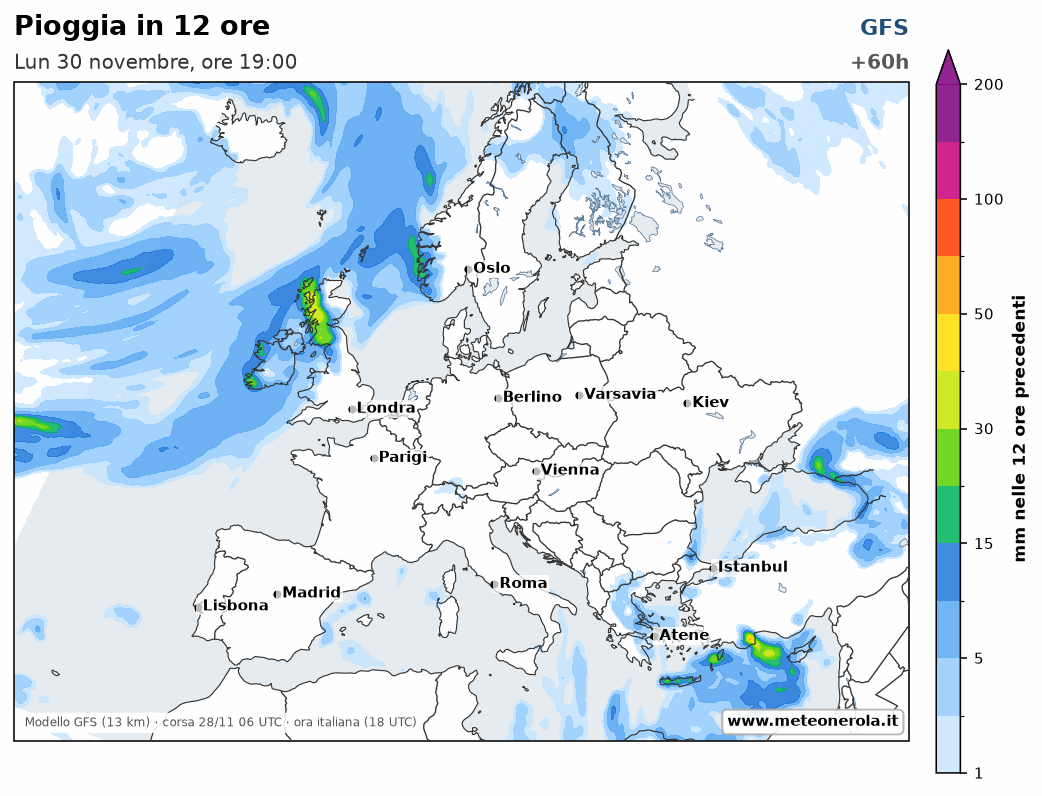 Pioggia in 12 ore
GFS
Lun 30 novembre, ore 19:00
+60h
200
100
50
30
15
5
1
mm nelle 12 ore precedenti
Oslo
Berlino
Varsavia
Kiev
Londra
Parigi
Vienna
Istanbul
Roma
Madrid
Lisbona
Atene
Modello GFS (13 km) · corsa 28/11 06 UTC · ora italiana (18 UTC)
www.meteonerola.it